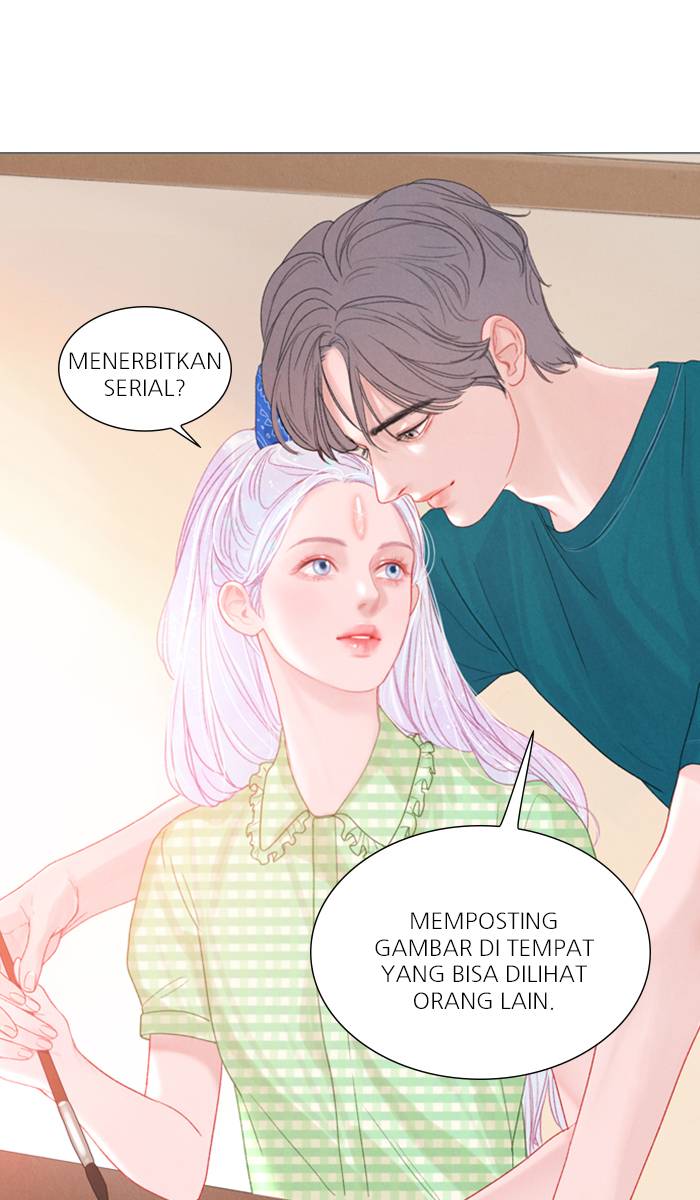 MENERBITKAN
SERIAL?
MEMPOSTING
GAMBAR DI TEMPAT
YANG BISA DILIHAT
ORANG LAIN.